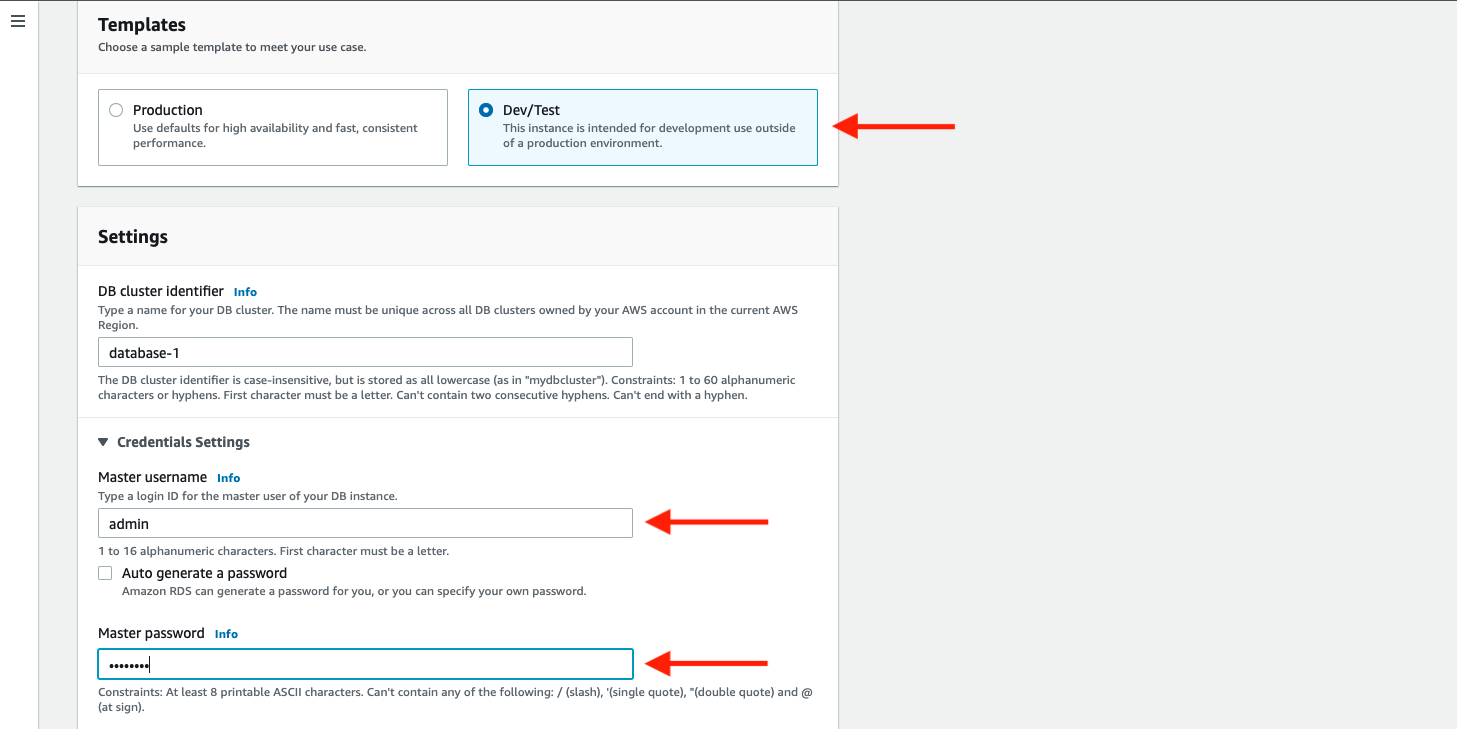 Templates
Choose a sample template to meet your use case.
Production
Use defaults for high availability and fast, consistent
performance.
Dev/Test
This instance is intended for development use outside
of a production environment.
Settings
DB cluster identifier Info
Type a name for your DB cluster. The name must be unique across all DB clusters owned by your AWS account in the current AWS
Region.
database-1
The DB cluster identifier is case-insensitive, but is stored as all lowercase (as in "mydbcluster"). Constraints: 1 to 60 alphanumeric
characters or hyphens. First character must be a letter. Can't contain two consecutive hyphens. Can't end with a hyphen.
Credentials Settings
Master username Info
Type a login ID for the master user of your DB instance.
admin
1 to 16 alphanumeric characters. First character must be a letter.
Auto generate a password
Amazon RDS can generate a password for you, or you can specify your own password.
Master password Info
••••••••
Constraints: At least 8 printable ASCII characters. Can't contain any of the following: / (slash), '(single quote), "(double quote) and @
(at sign).